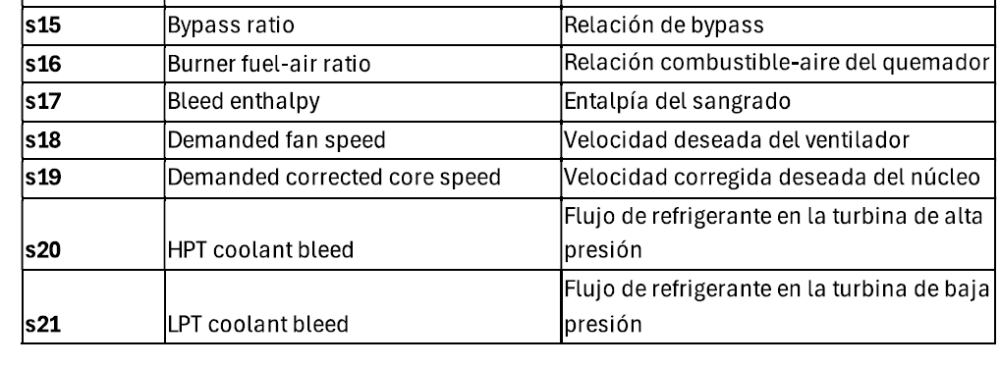 s15 Bypass ratio Relación de bypass
s16 Burner fuel-air ratio Relación combustible-aire del quemador
s17 Bleed enthalpy Entalpía del sangrado
s18 Demanded fan speed Velocidad deseada del ventilador
s19 Demanded corrected core speed Velocidad corregida deseada del núcleo
Flujo de refrigerante en la turbina de alta
s20 HPT coolant bleed presión
Flujo de refrigerante en la turbina de baja
s21 LPT coolant bleed presión